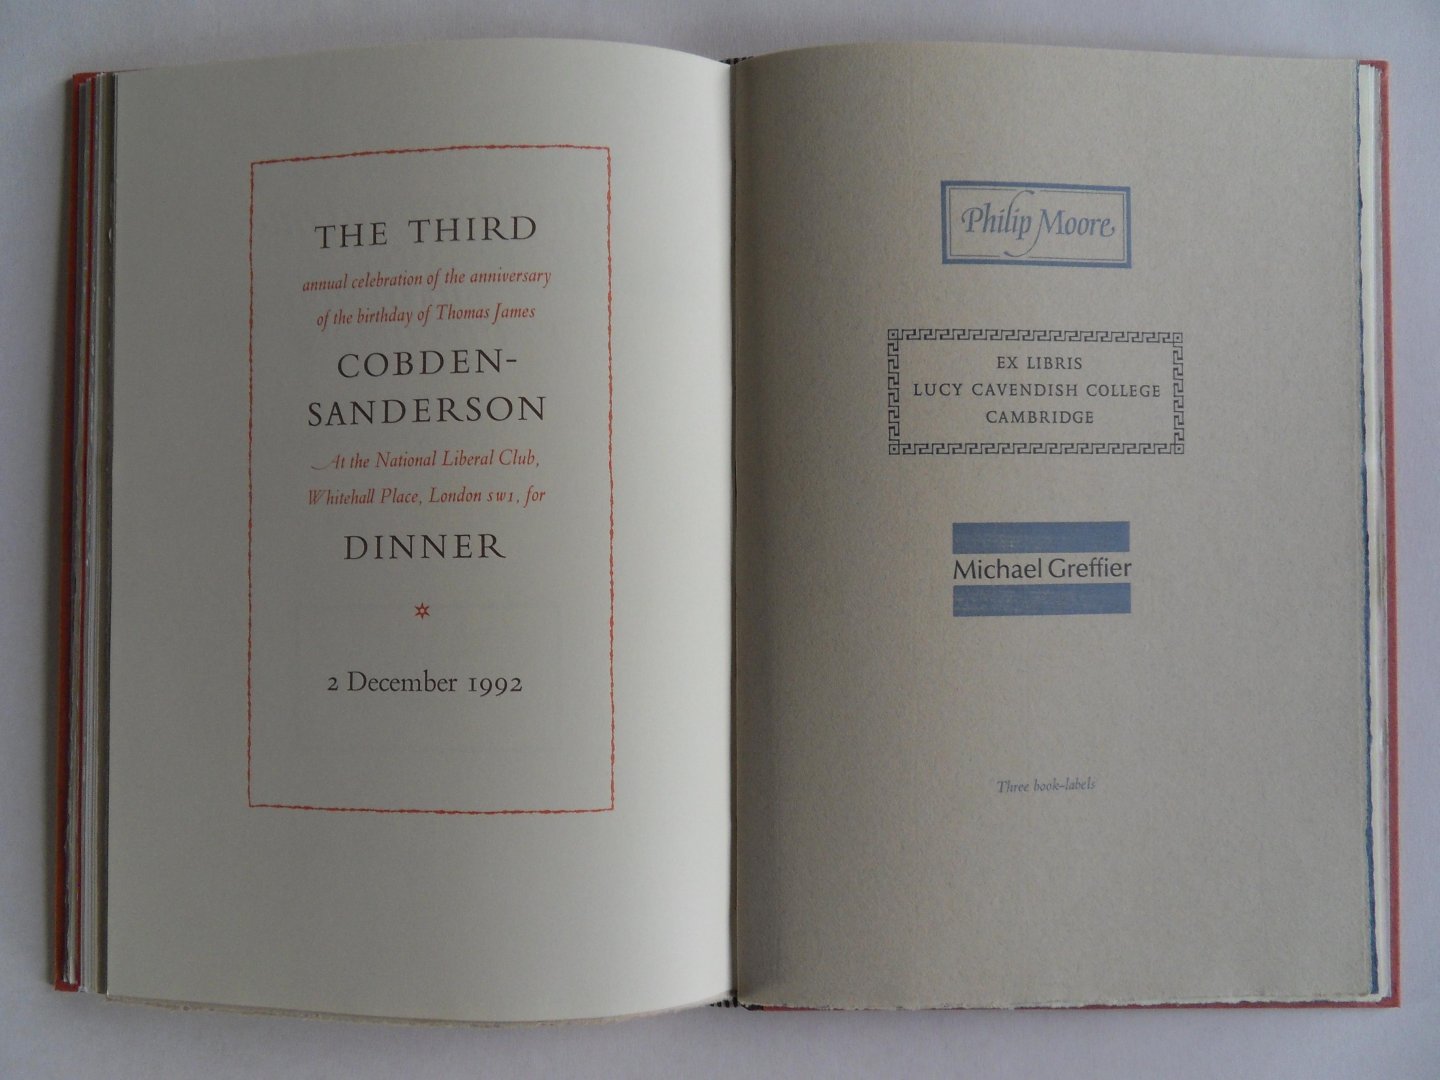 THE THIRD
annual celebration of the anniversary
of the birthday of Thomas James
COBDEN-
SANDERSON
At the National Liberal Club,
Whitehall Place, London SW1, for
DINNER
2 December 1992
Philip Moore
EX LIBRIS
LUCY CAVENDISH COLLEGE
CAMBRIDGE
Michael Greffier
Three book-labels